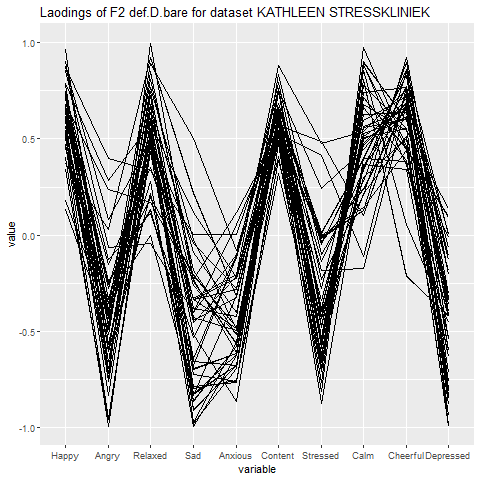 Laodings of F2 def.D.bare for dataset KATHLEEN STRESSKLINIEK
1.0
0.5
0.0
-0.5
-1.0
value
Happy Angry Relaxed Sad Anxious Content Stressed Calm Cheerful Depressed
variable